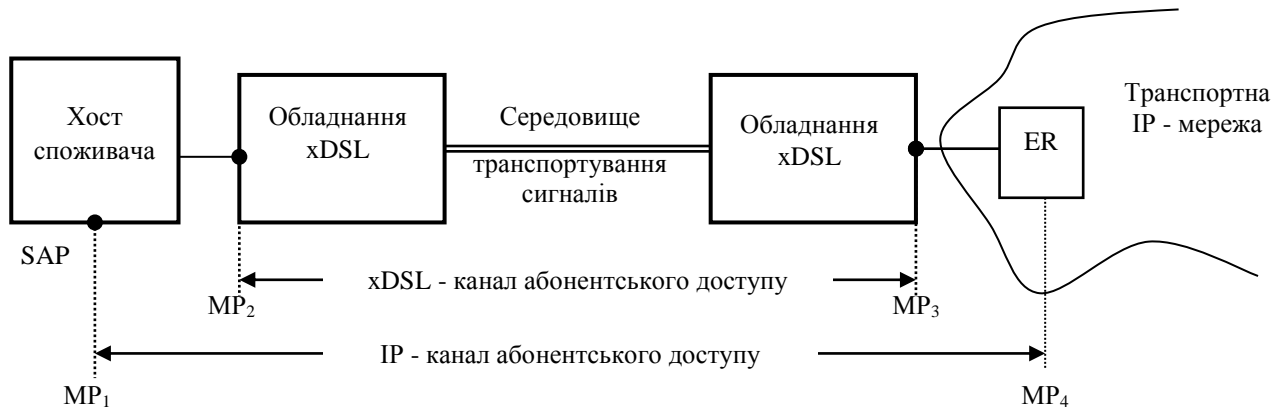 Хост
споживача
Обладнання
xDSL
Середовище
транспортування
сигналів
Обладнання
xDSL
ER
Транспортна
IP - мережа
SAP
xDSL - канал абонентського доступу
MP2
MP3
IP - канал абонентського доступу
MP1
MP4